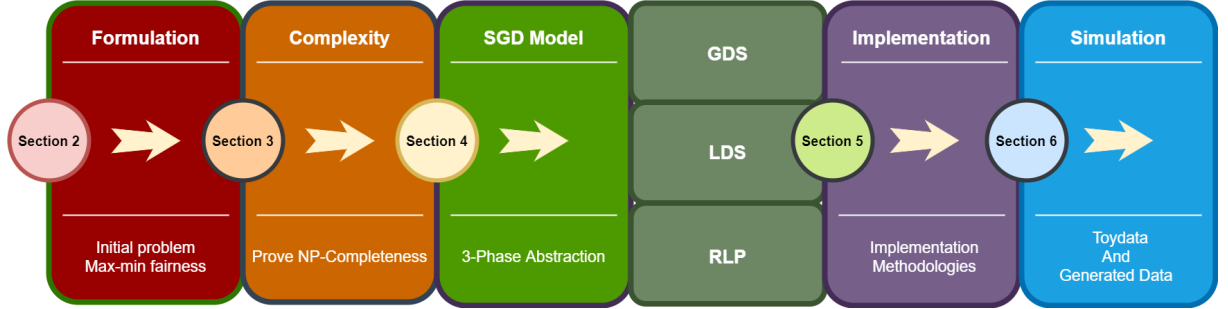 Formulation
Section 2
Initial problem
Max-min fairness
Complexity
Section 3
Prove NP-Completeness
SGD Model
Section 4
3-Phase Abstraction
GDS
LDS
RLP
Implementation
Section 5
Implementation
Methodologies
Simulation
Section 6
Toydata
And
Generated Data